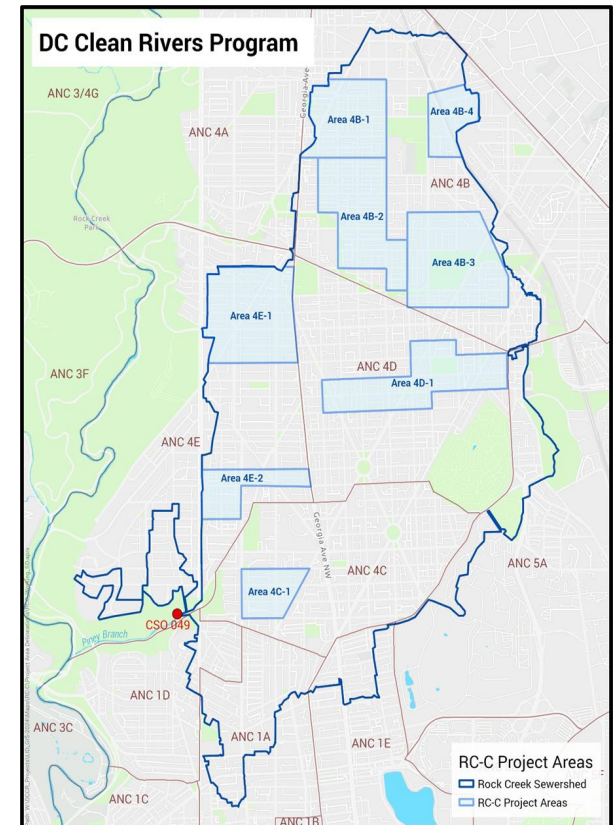 DC Clean Rivers Program
ANC 3/4G
ANC 4A
Georgia Ave
Area 4B-1
Area 4B-4
ANC 4B
Rock Creek
Park
Area 4B-2
Area 4B-3
Area 4E-1
ANC 3F
ANC 4D
Area 4D-1
ANC 4E
Area 4E-2
Georgia Ave NW
ANC 4C
ANC 5A
Area 4C-1
CSO 049
Piney Branch
ANC 1D
ANC 3C
ANC 1A
ANC 1E
ANC 1C
ANC 1B
RC-C Project Areas
Rock Creek Sewershed
RC-C Project Areas